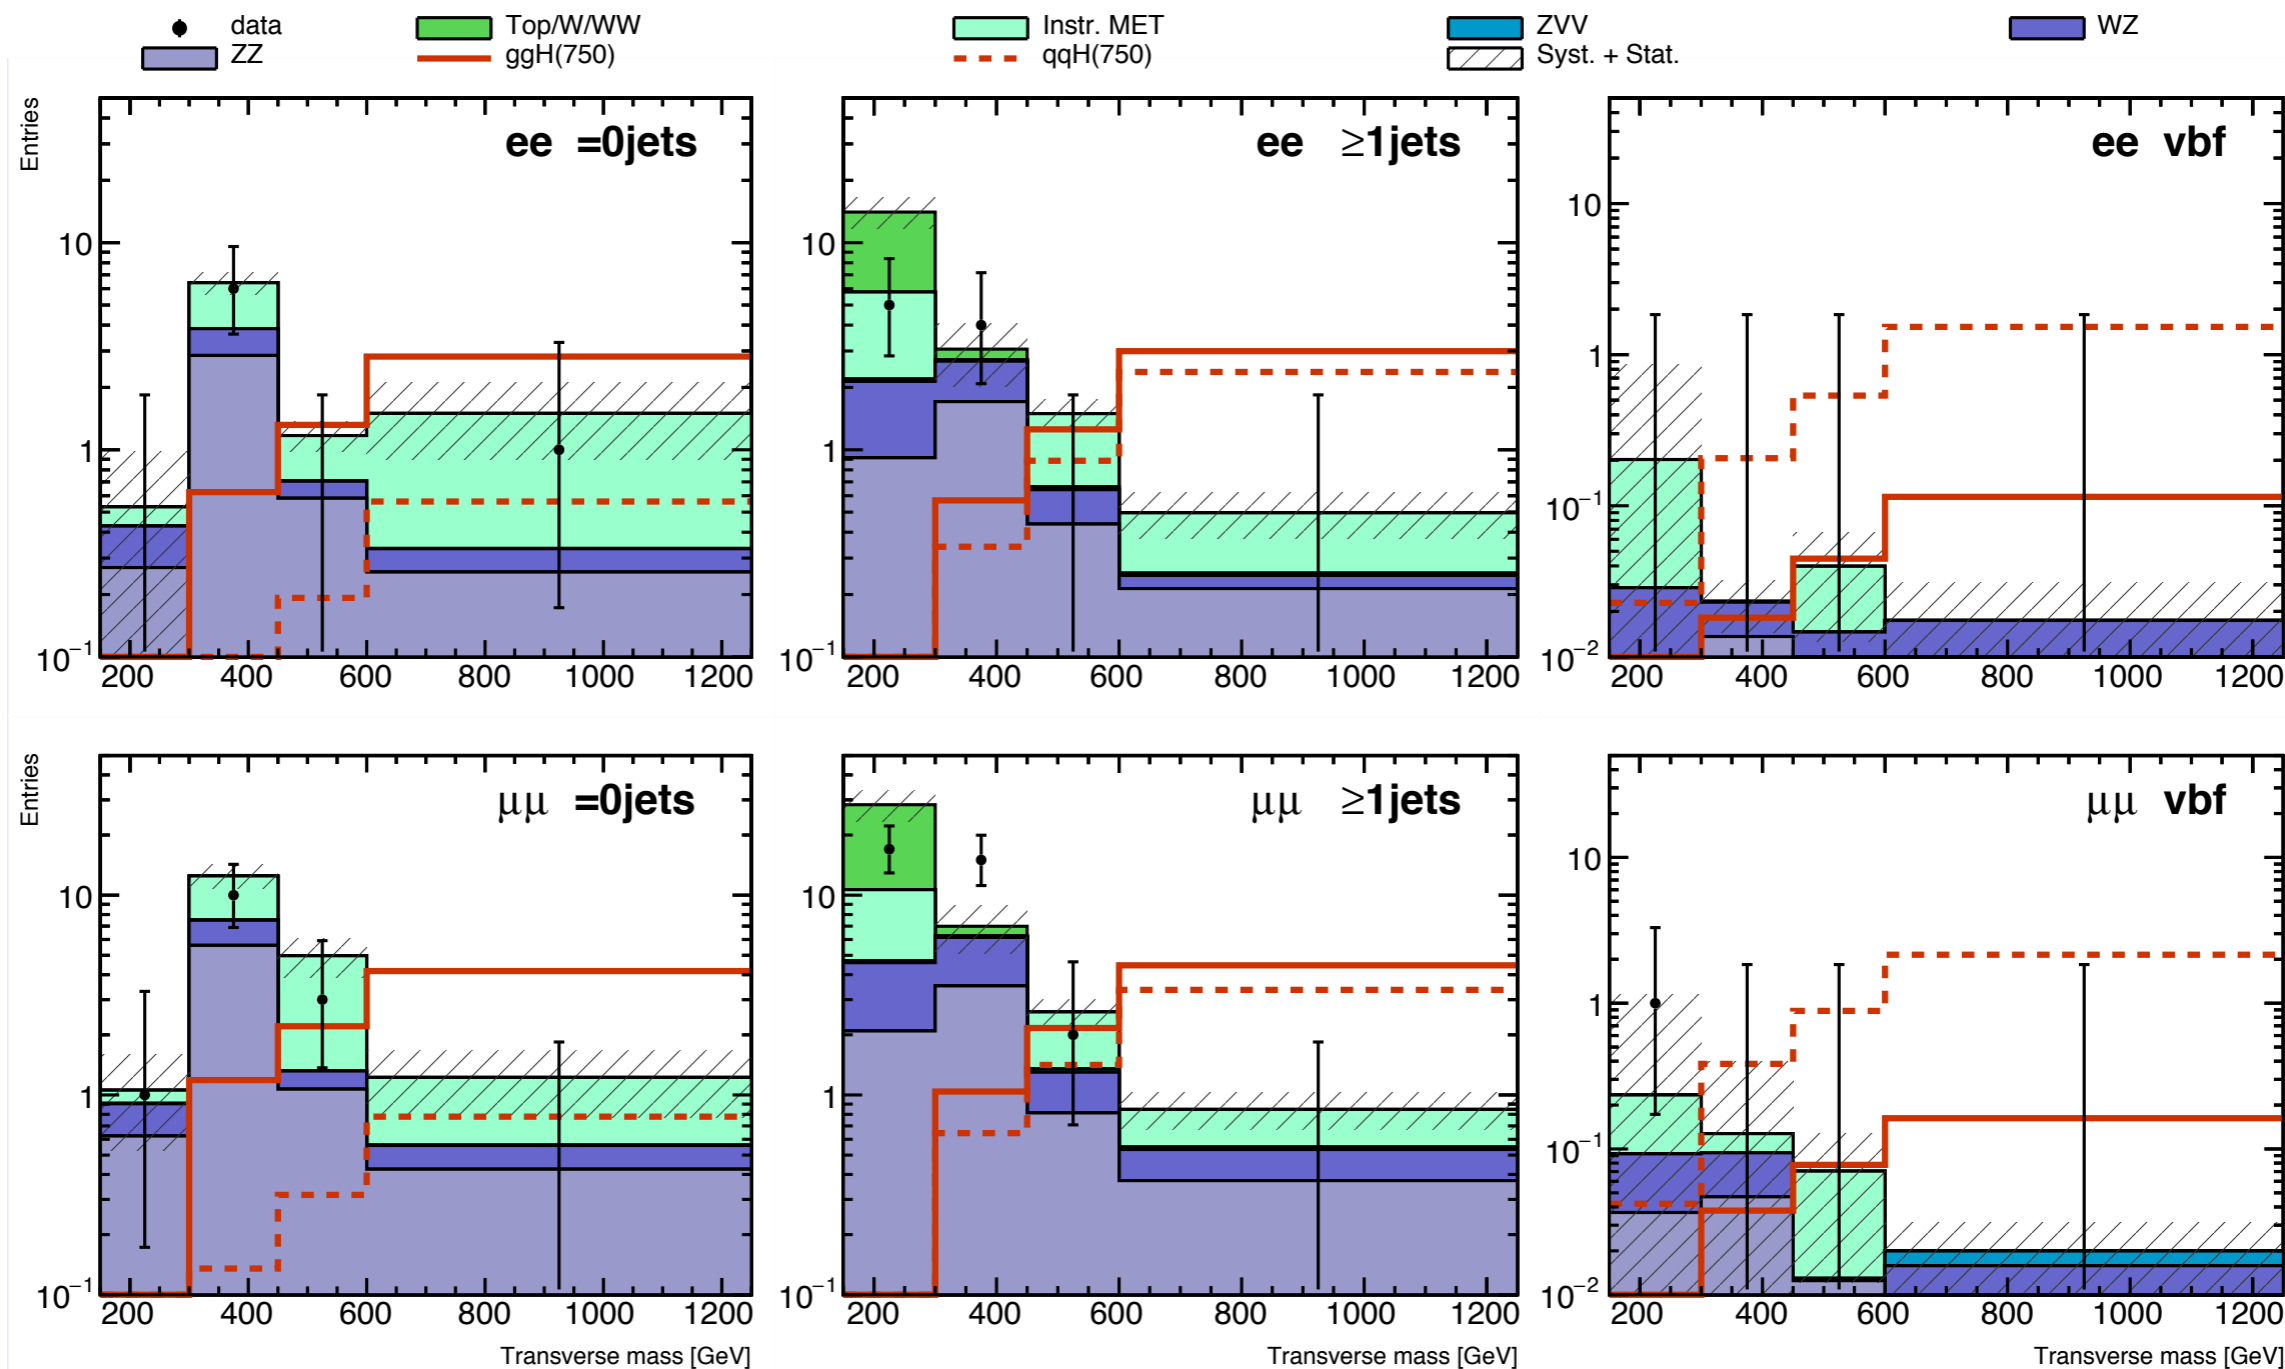 data Top/W/WW Instr. MET ZVV WZ
ZZ ggH(750) qqH(750) Syst. + Stat.
Entries
ee =0jets
10
1
10⁻¹
200 400 600 800 1000 1200
ee ≥1jets
10
1
10⁻¹
200 400 600 800 1000 1200
ee vbf
10
1
10⁻¹
10⁻²
200 400 600 800 1000 1200
Entries
μμ =0jets
10
1
10⁻¹
200 400 600 800 1000 1200
Transverse mass [GeV]
μμ ≥1jets
10
1
10⁻¹
200 400 600 800 1000 1200
Transverse mass [GeV]
μμ vbf
10
1
10⁻¹
10⁻²
200 400 600 800 1000 1200
Transverse mass [GeV]